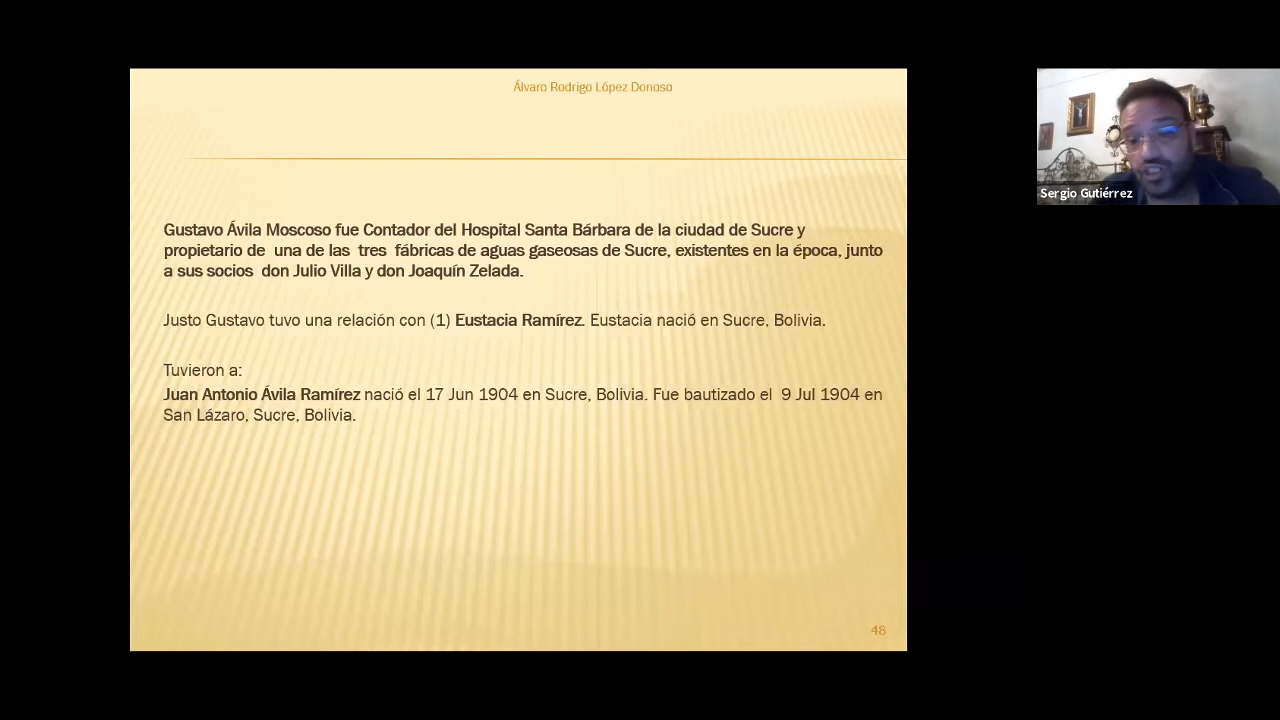 Álvaro Rodrigo López Donoso
Gustavo Ávila Moscoso fue Contador del Hospital Santa Bárbara de la ciudad de Sucre y
propietario de una de las tres fábricas de aguas gaseosas de Sucre, existentes en la época, junto
a sus socios don Julio Villa y don Joaquín Zelada.
Justo Gustavo tuvo una relación con (1) Eustacia Ramírez. Eustacia nació en Sucre, Bolivia.
Tuvieron a:
Juan Antonio Ávila Ramírez nació el 17 Jun 1904 en Sucre, Bolivia. Fue bautizado el 9 Jul 1904 en
San Lázaro, Sucre, Bolivia.
48
Sergio Gutiérrez